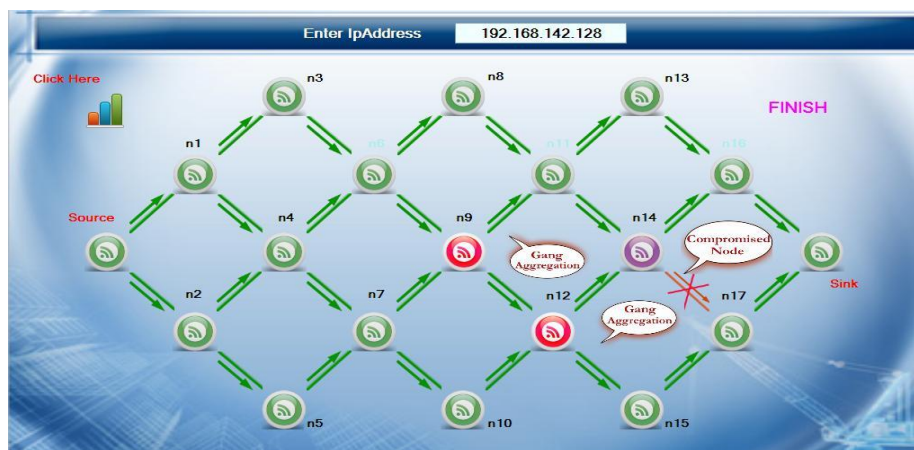 Enter IpAddress 192.168.142.128
Click Here
n3
n8
n13
FINISH
n1
n6
n11
n16
Source
n4
n9
n14
Compromised
Node
Gang
Aggregation
Sink
n2
n7
n12
n17
Gang
Aggregation
n5
n10
n15